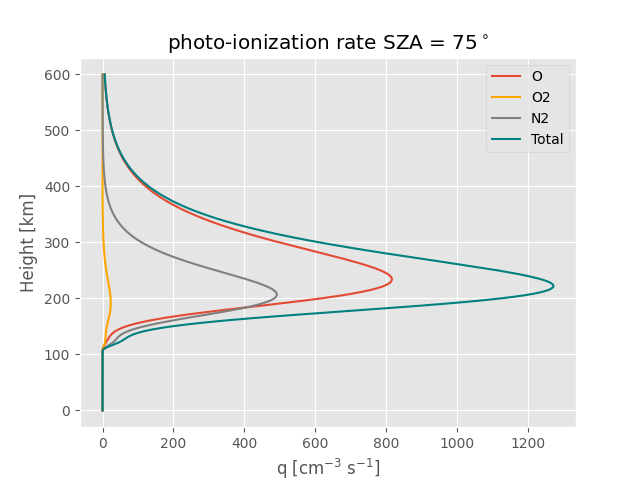 photo-ionization rate SZA = 75°
O
O2
N2
Total
Height [km]
600
500
400
300
200
100
0
0 200 400 600 800 1000 1200
q [cm⁻³ s⁻¹]